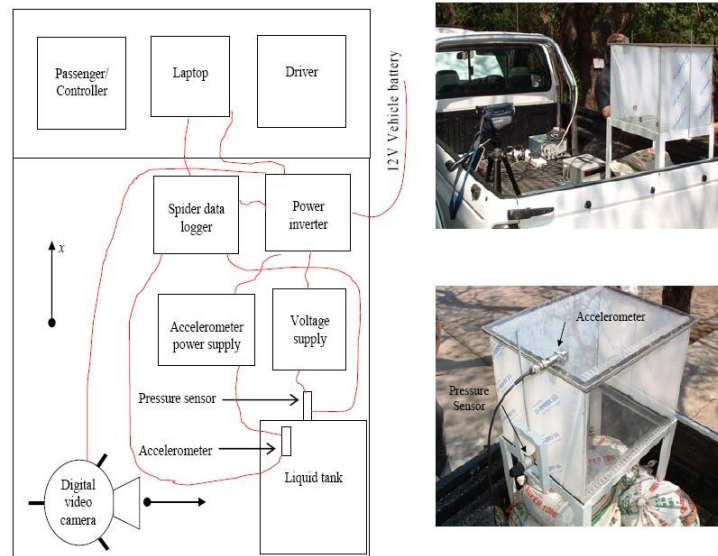 Passenger/
Controller
Laptop
Driver
12V Vehicle battery
Spider data
logger
Power
inverter
x
Accelerometer
power supply
Voltage
supply
Pressure sensor
Accelerometer
Liquid tank
Digital
video
camera
Accelerometer
Pressure
Sensor